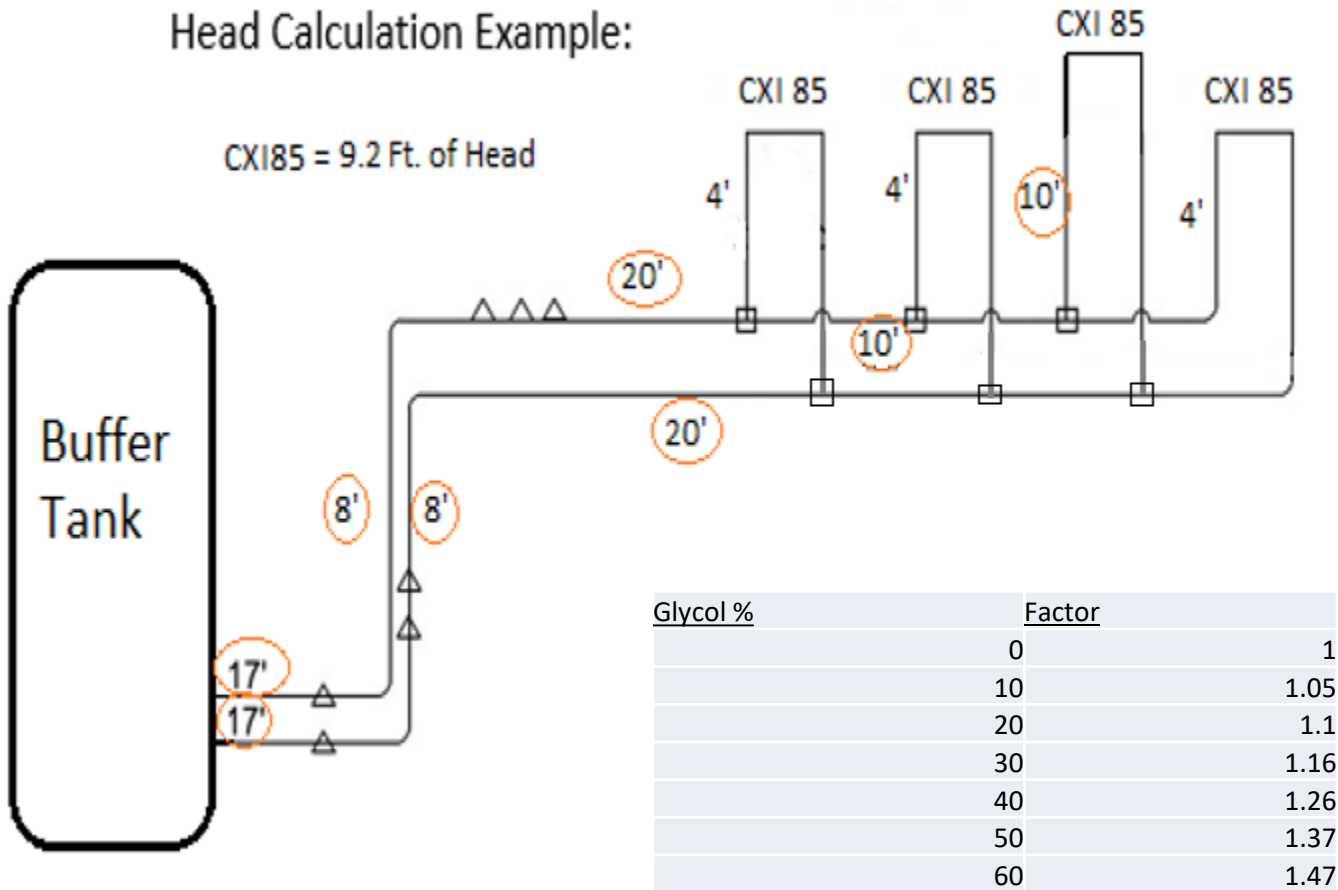 Head Calculation Example:
CXI 85
CXI 85
CXI 85
CXI 85
CXI85 = 9.2 Ft. of Head
4'
4'
10'
4'
20'
10'
20'
Buffer
Tank
8'
8'
17'
17'
Glycol % Factor
0 1
10 1.05
20 1.1
30 1.16
40 1.26
50 1.37
60 1.47